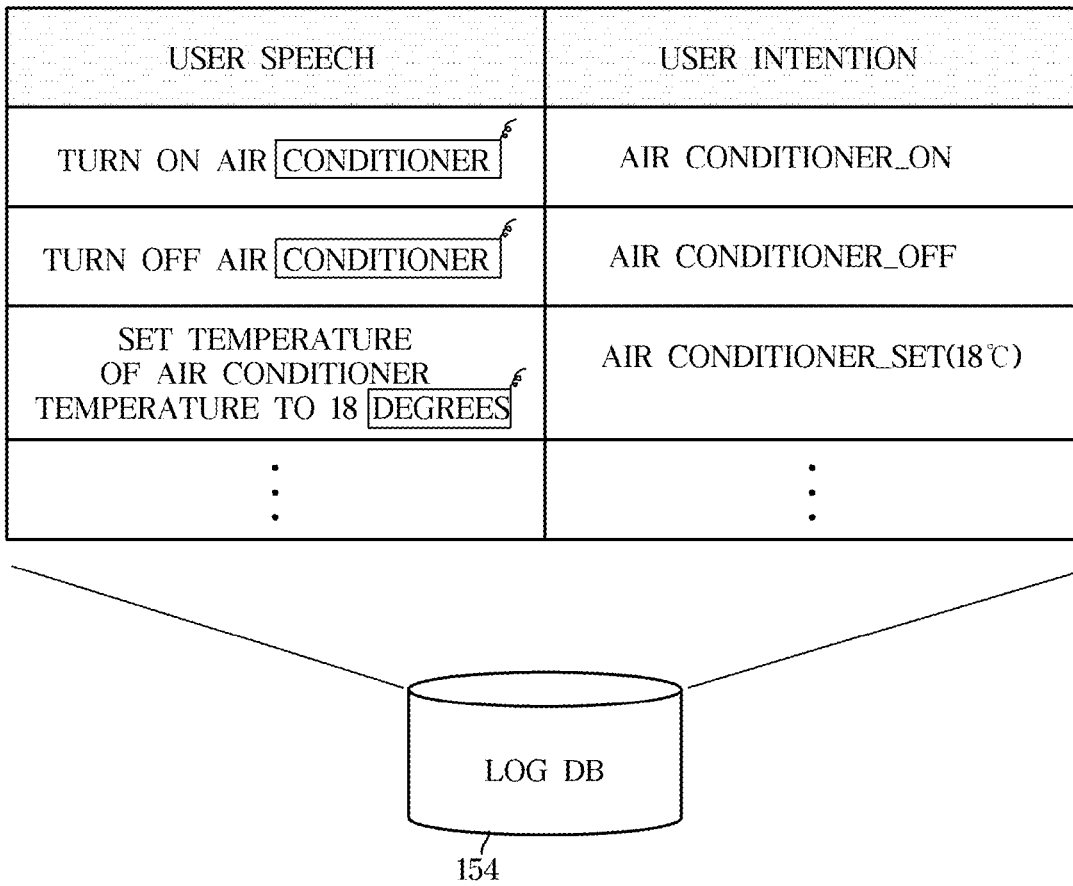 USER SPEECH
USER INTENTION
TURN ON AIR CONDITIONER
AIR CONDITIONER_ON
TURN OFF AIR CONDITIONER
AIR CONDITIONER_OFF
SET TEMPERATURE
OF AIR CONDITIONER
TEMPERATURE TO 18 DEGREES
AIR CONDITIONER_SET(18℃)
LOG DB
154